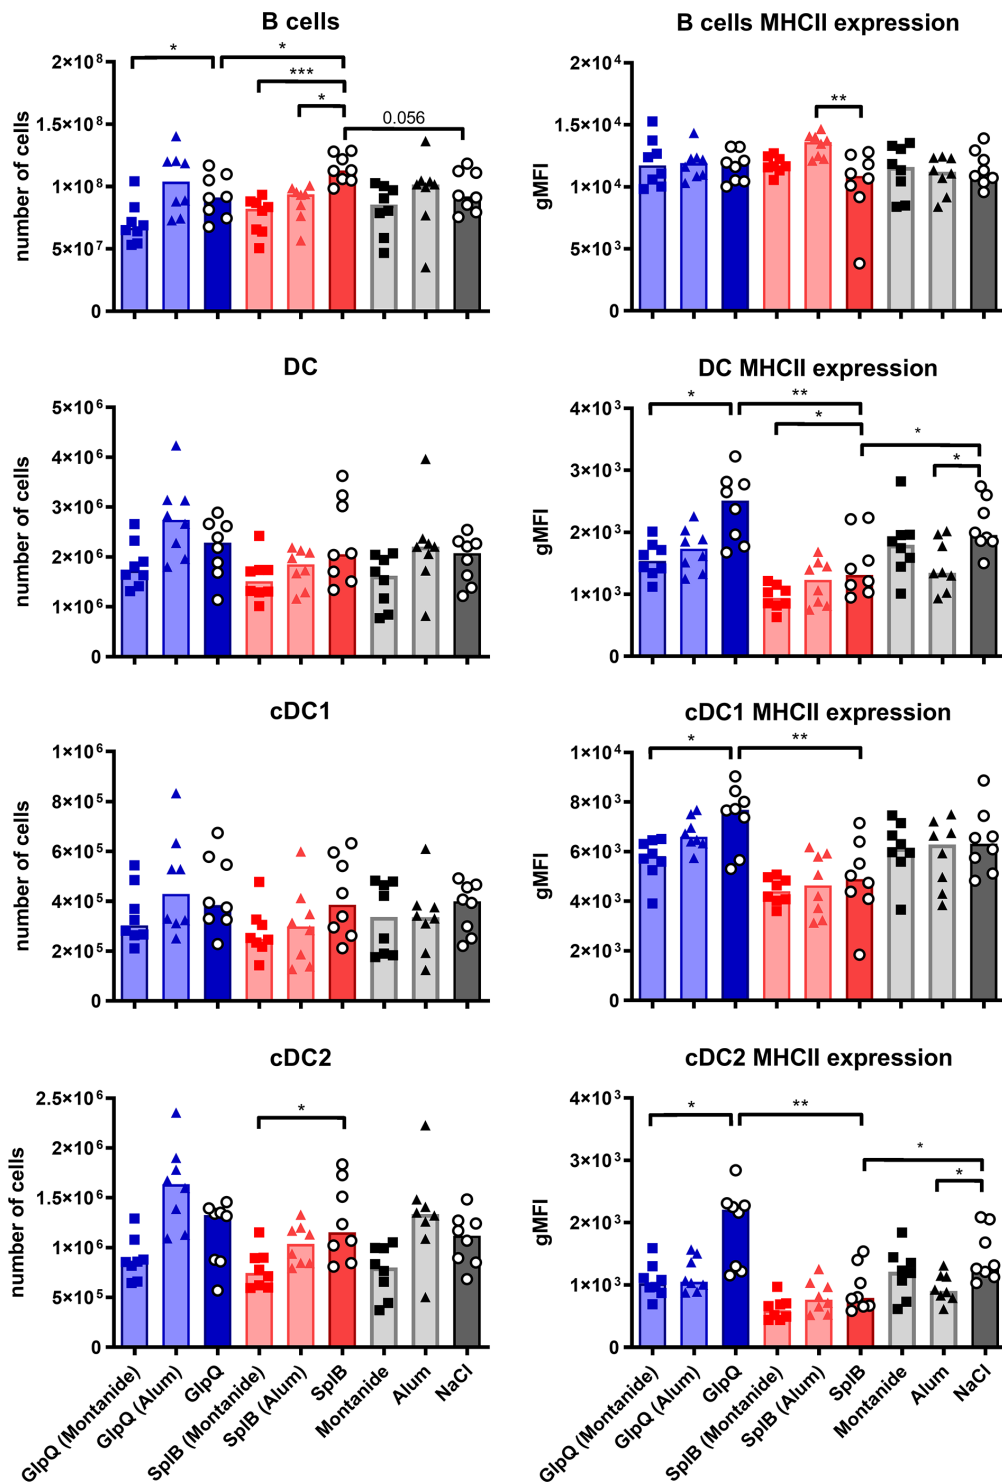 B cells
number of cells
2×10⁸
1.5×10⁸
1×10⁸
5×10⁷
0
*
*
***
*
0.056
B cells MHCII expression
gMFI
2×10⁴
1.5×10⁴
1×10⁴
5×10³
0
**
DC
number of cells
5×10⁶
4×10⁶
3×10⁶
2×10⁶
1×10⁶
0
DC MHCII expression
gMFI
4×10³
3×10³
2×10³
1×10³
0
*
**
*
*
*
cDC1
number of cells
1×10⁶
8×10⁵
6×10⁵
4×10⁵
2×10⁵
0
cDC1 MHCII expression
gMFI
1×10⁴
8×10³
6×10³
4×10³
2×10³
0
*
**
cDC2
number of cells
2.5×10⁶
2×10⁶
1.5×10⁶
1×10⁶
5×10⁵
0
*
GlpQ (Montanide)
GlpQ (Alum)
GlpQ
SplB (Montanide)
SplB (Alum)
SplB
Montanide
Alum
NaCl
cDC2 MHCII expression
gMFI
4×10³
3×10³
2×10³
1×10³
0
*
**
*
*
GlpQ (Montanide)
GlpQ (Alum)
GlpQ
SplB (Montanide)
SplB (Alum)
SplB
Montanide
Alum
NaCl